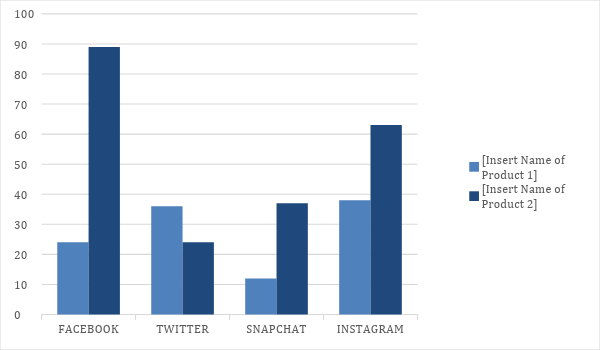 100
90
80
70
60
50
40
30
20
10
0
FACEBOOK TWITTER SNAPCHAT INSTAGRAM
[Insert Name of
Product 1]
[Insert Name of
Product 2]